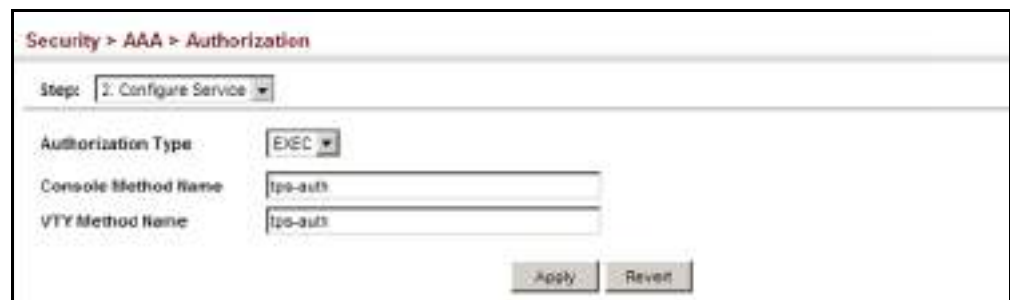 Security > AAA > Authorization
Step: 2. Configure Service
Authorization Type EXEC
Console Method Name tps-auth
VTY Method Name tps-auth
Apply Revert